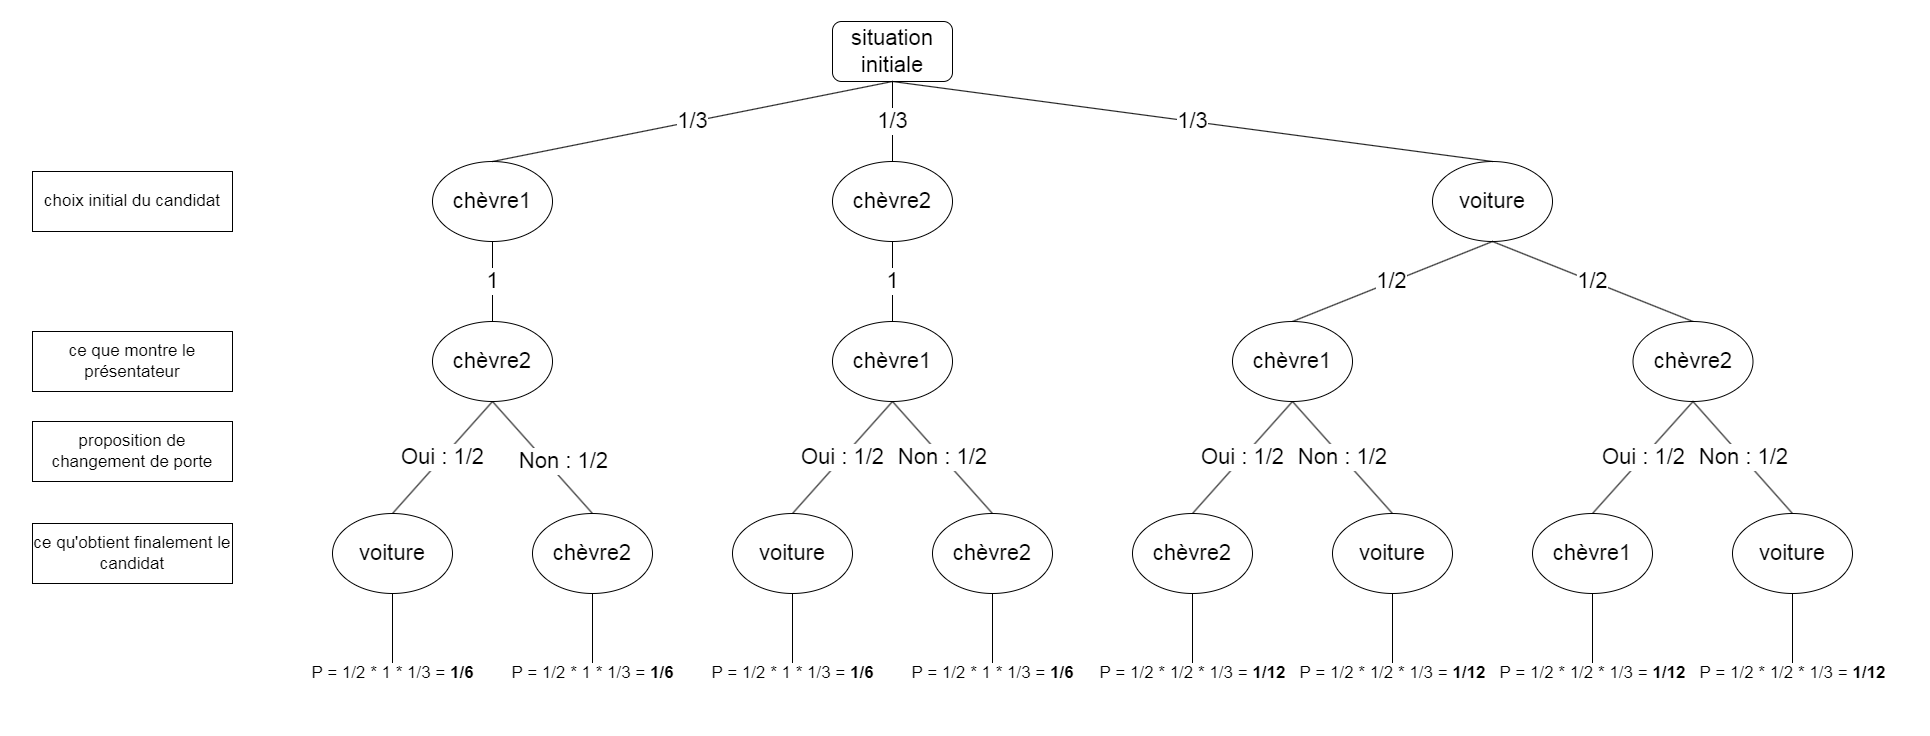 situation
initiale
1/3
1/3
1/3
choix initial du candidat
chèvre1
chèvre2
voiture
1
1
1/2
1/2
ce que montre le
présentateur
chèvre2
chèvre1
chèvre1
chèvre2
proposition de
changement de porte
Oui : 1/2
Non : 1/2
Oui : 1/2
Non : 1/2
Oui : 1/2
Non : 1/2
Oui : 1/2
Non : 1/2
ce qu'obtient finalement le
candidat
voiture
chèvre2
voiture
chèvre2
chèvre2
voiture
chèvre1
voiture
P = 1/2 * 1 * 1/3 = 1/6
P = 1/2 * 1 * 1/3 = 1/6
P = 1/2 * 1 * 1/3 = 1/6
P = 1/2 * 1 * 1/3 = 1/6
P = 1/2 * 1/2 * 1/3 = 1/12
P = 1/2 * 1/2 * 1/3 = 1/12
P = 1/2 * 1/2 * 1/3 = 1/12
P = 1/2 * 1/2 * 1/3 = 1/12